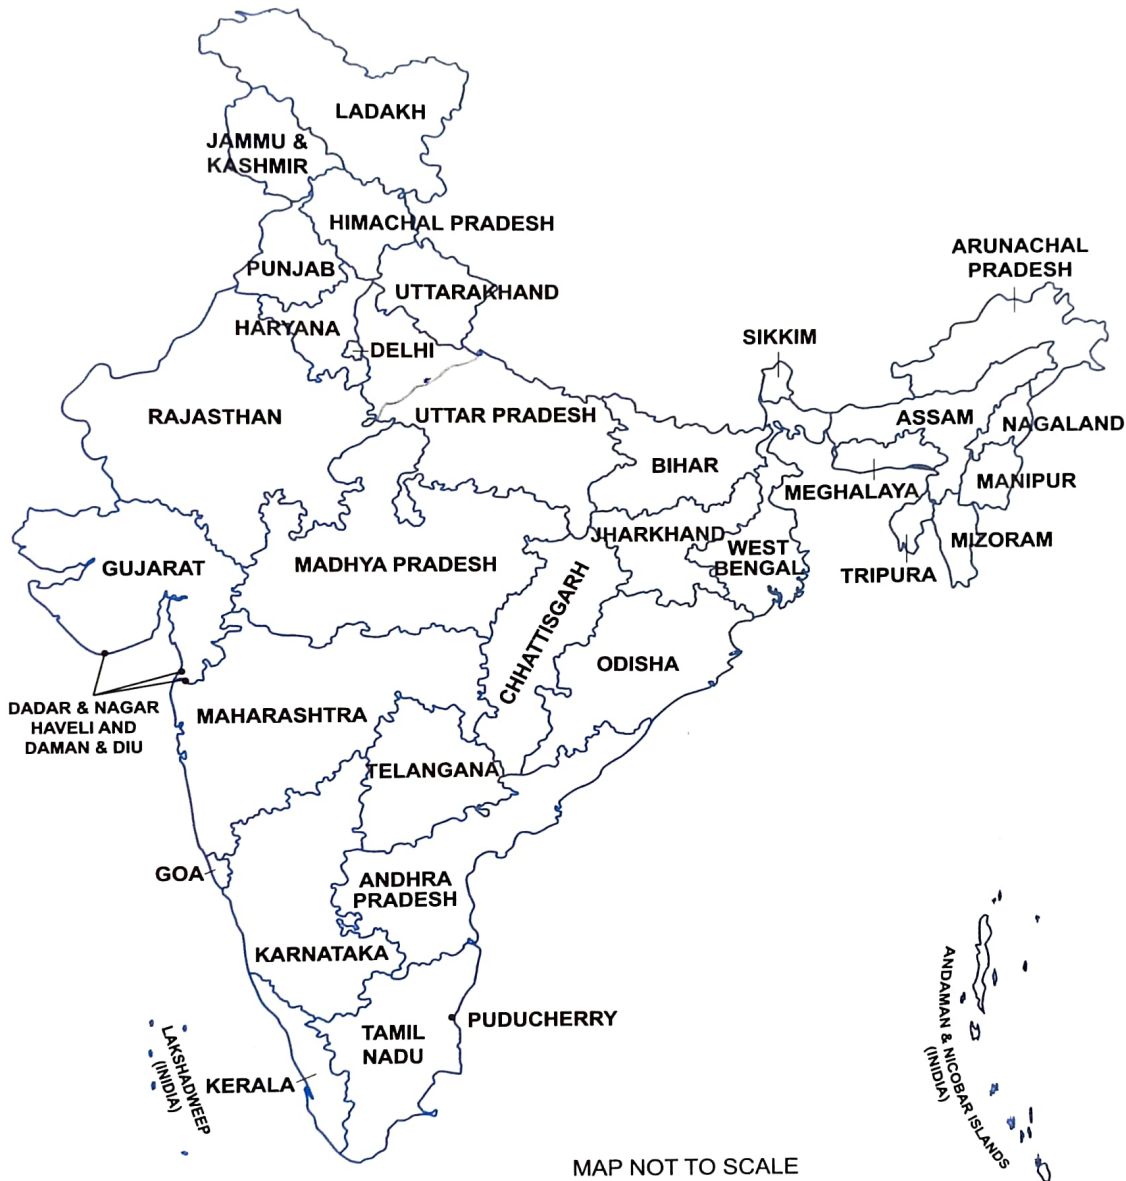 LADAKH
JAMMU &
KASHMIR
HIMACHAL PRADESH
PUNJAB
UTTARAKHAND
HARYANA
DELHI
ARUNACHAL
PRADESH
SIKKIM
RAJASTHAN
UTTAR PRADESH
ASSAM
NAGALAND
BIHAR
MEGHALAYA
MANIPUR
JHARKHAND
WEST
BENGAL
MIZORAM
TRIPURA
GUJARAT
MADHYA PRADESH
CHHATTISGARH
ODISHA
DADAR & NAGAR
HAVELI AND
DAMAN & DIU
MAHARASHTRA
TELANGANA
GOA
ANDHRA
PRADESH
KARNATAKA
PUDUCHERRY
TAMIL
NADU
KERALA
LAKSHADWEEP
(INIDIA)
ANDAMAN & NICOBAR ISLANDS
(INIDIA)
MAP NOT TO SCALE